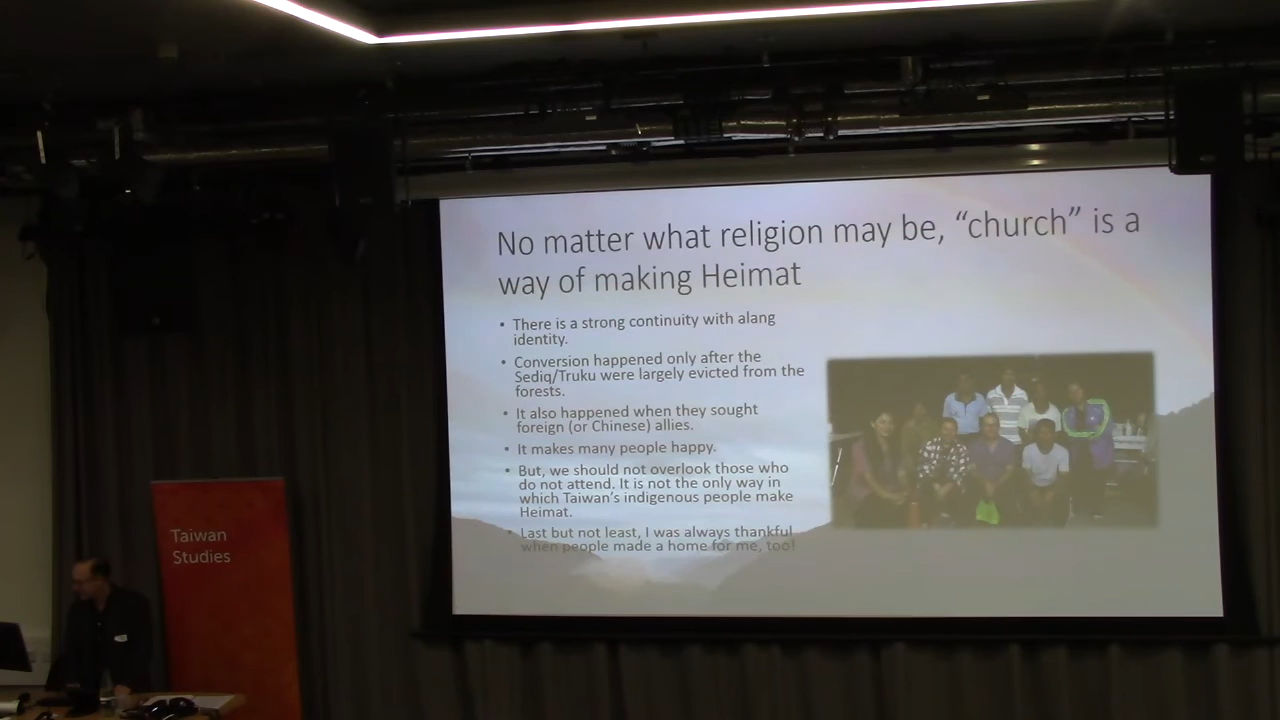 No matter what religion may be, “church” is a
way of making Heimat
• There is a strong continuity with alang
identity.
• Conversion happened only after the
Sediq/Truku were largely evicted from the
forests.
• It also happened when they sought
foreign (or Chinese) allies.
• It makes many people happy.
• But, we should not overlook those who
do not attend. It is not the only way in
which Taiwan’s indigenous people make
Heimat.
• Last but not least, I was always thankful
when people made a home for me, too!
Taiwan
Studies